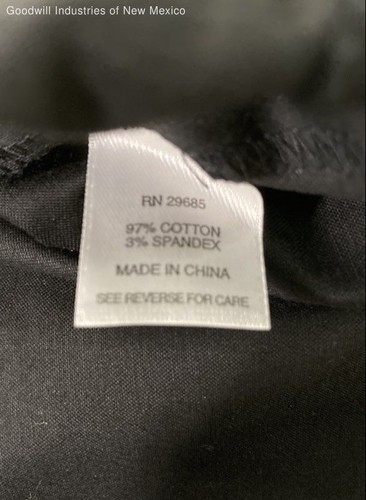 Goodwill Industries of New Mexico
RN 29685
97% COTTON
3% SPANDEX
MADE IN CHINA
SEE REVERSE FOR CARE